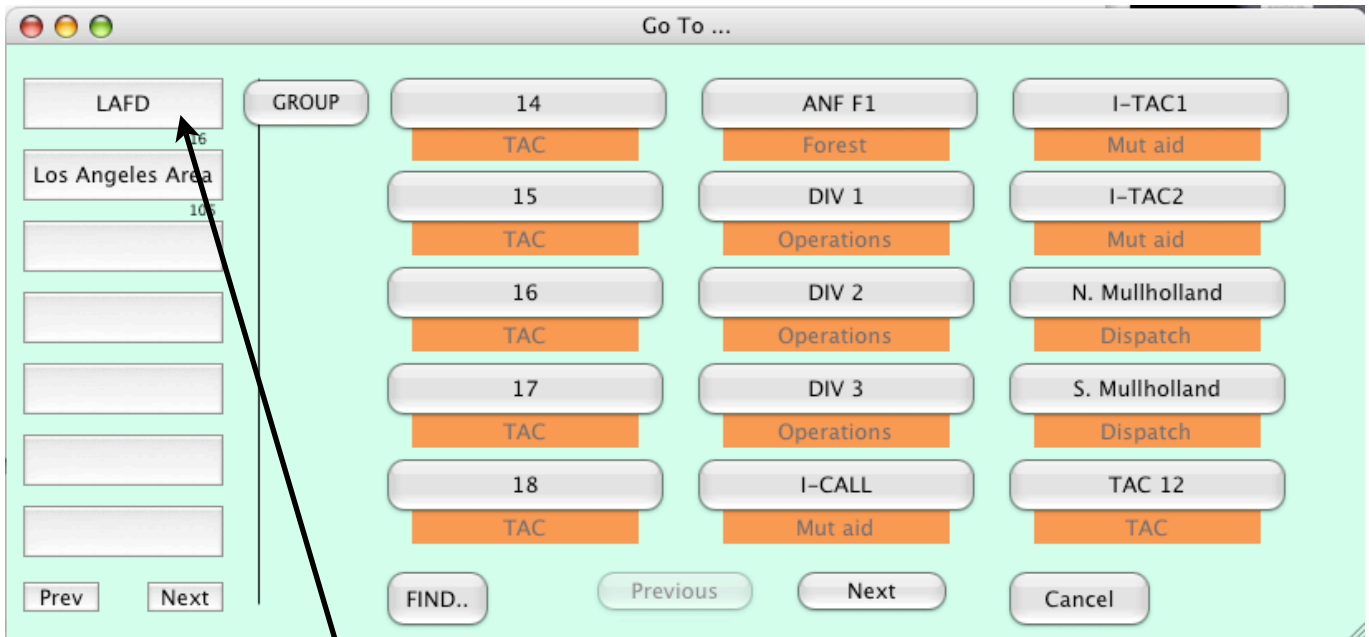 Go To ...
LAFD
16
Los Angeles Area
105
Prev
Next
GROUP
14
TAC
ANF F1
Forest
I-TAC1
Mut aid
15
TAC
DIV 1
Operations
I-TAC2
Mut aid
16
TAC
DIV 2
Operations
N. Mullholland
Dispatch
17
TAC
DIV 3
Operations
S. Mullholland
Dispatch
18
TAC
I-CALL
Mut aid
TAC 12
TAC
FIND..
Previous
Next
Cancel